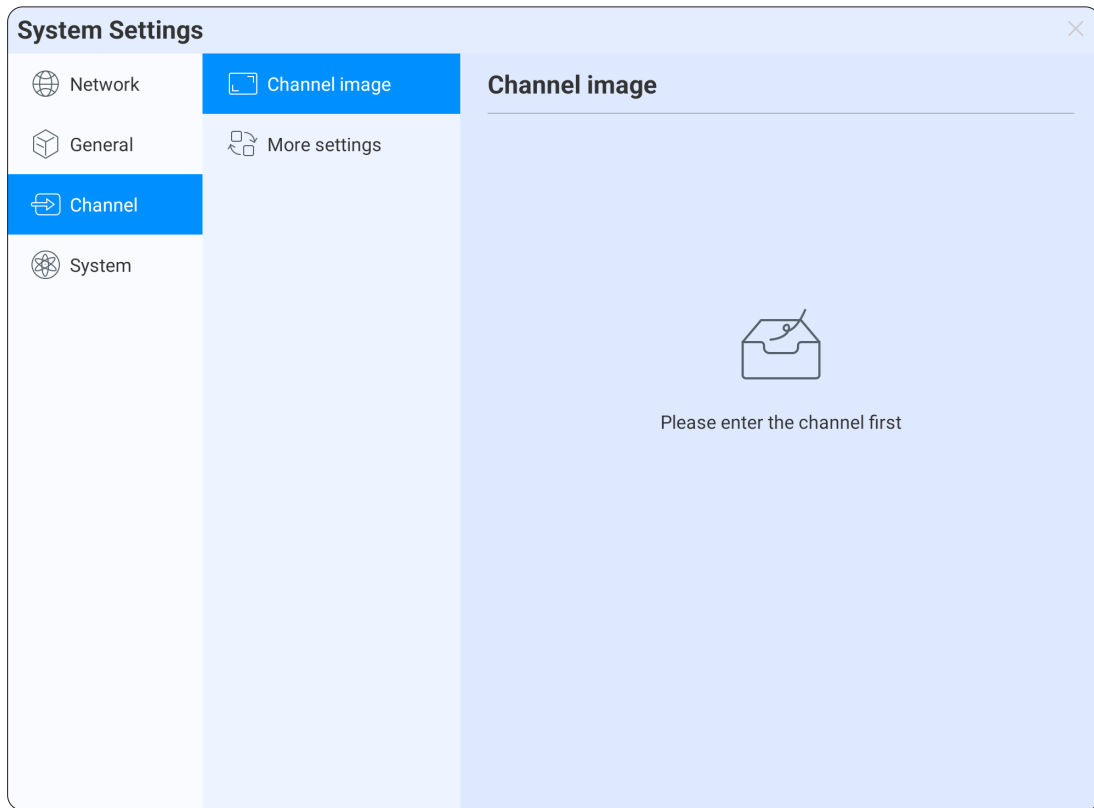 System Settings
Network
General
Channel
System
Channel image
More settings
Channel image
Please enter the channel first